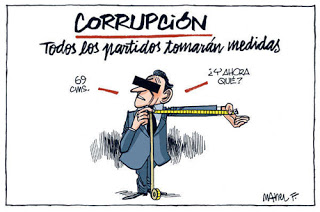 CORRUPCIÓN
Todos los partidos tomarán medidas
69
CMS.
¿Y AHORA
QUÉ?
MANEL F.